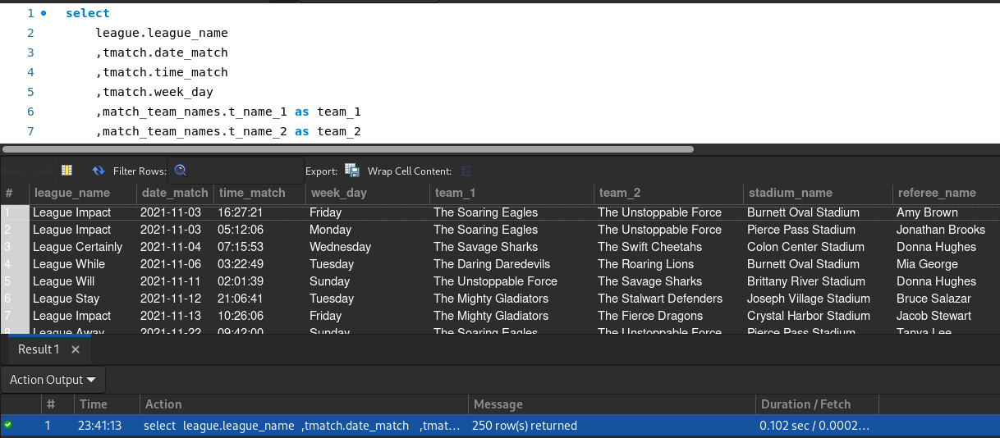 1 select
2 league.league_name
3 ,tmatch.date_match
4 ,tmatch.time_match
5 ,tmatch.week_day
6 ,match_team_names.t_name_1 as team_1
7 ,match_team_names.t_name_2 as team_2
Result Grid Filter Rows: Export: Wrap Cell Content: IA
# league_name date_match time_match week_day team_1 team_2 stadium_name referee_name
1 League Impact 2021-11-03 16:27:21 Friday The Soaring Eagles The Unstoppable Force Burnett Oval Stadium Amy Brown
2 League Impact 2021-11-03 05:12:06 Monday The Soaring Eagles The Unstoppable Force Pierce Pass Stadium Jonathan Brooks
3 League Certainly 2021-11-04 07:15:53 Wednesday The Savage Sharks The Swift Cheetahs Colon Center Stadium Donna Hughes
4 League While 2021-11-06 03:22:49 Tuesday The Daring Daredevils The Roaring Lions Burnett Oval Stadium Mia George
5 League Will 2021-11-11 02:01:39 Sunday The Unstoppable Force The Savage Sharks Brittany River Stadium Donna Hughes
6 League Stay 2021-11-12 21:06:41 Tuesday The Mighty Gladiators The Stalwart Defenders Joseph Village Stadium Bruce Salazar
7 League Impact 2021-11-13 10:26:06 Friday The Mighty Gladiators The Fierce Dragons Crystal Harbor Stadium Jacob Stewart
8 League Away 2021-11-22 09:42:00 Sunday The Soaring Eagles The Unstoppable Force Pierce Pass Stadium Tanya Lee
Result 1 ×
Action Output
# Time Action Message Duration / Fetch
1 23:41:13 select league.league_name ,tmatch.date_match ,tmat... 250 row(s) returned 0.102 sec / 0.0002...